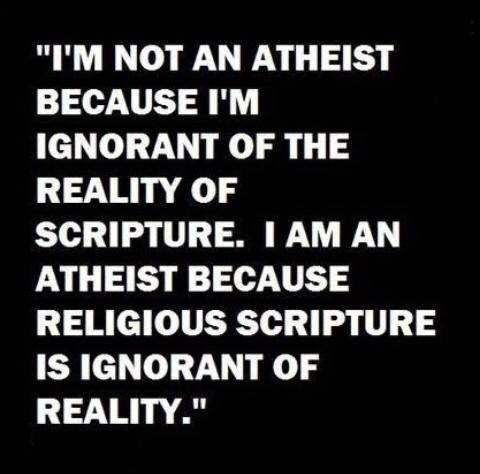 "I'M NOT AN ATHEIST
BECAUSE I'M
IGNORANT OF THE
REALITY OF
SCRIPTURE.  I AM AN
ATHEIST BECAUSE
RELIGIOUS SCRIPTURE
IS IGNORANT OF
REALITY."